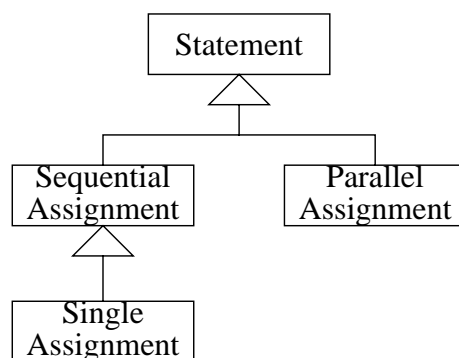 Statement
Sequential
Assignment
Parallel
Assignment
Single
Assignment